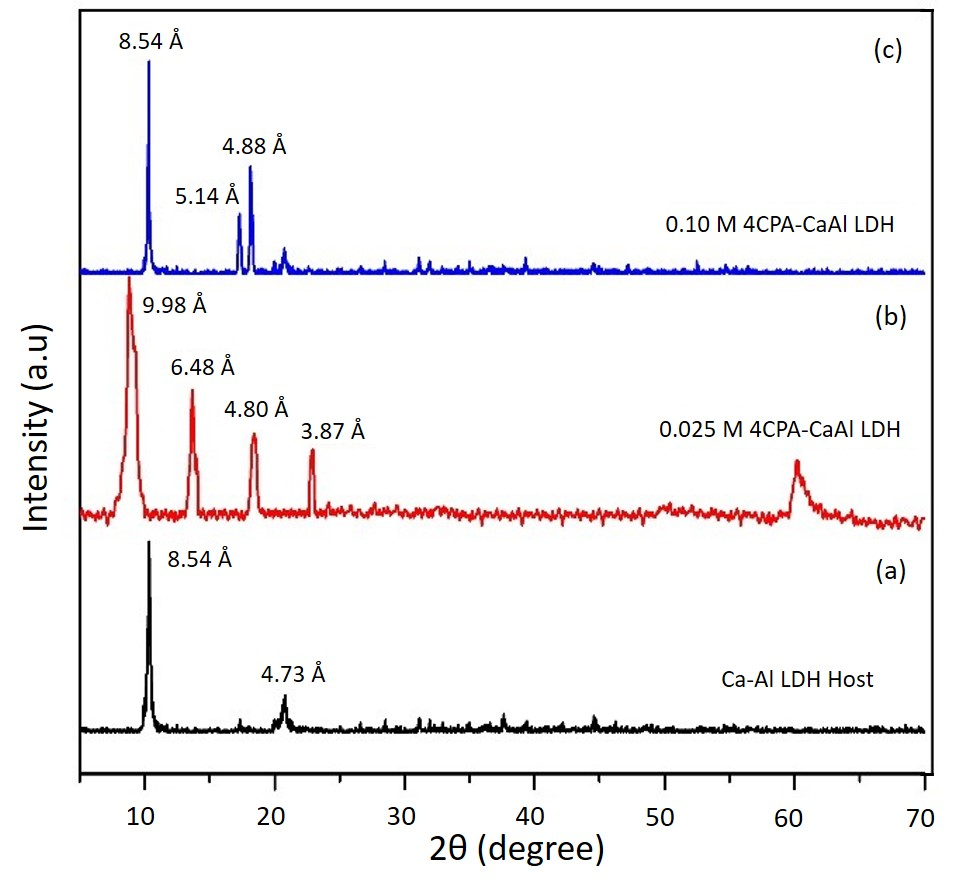 8.54 Å
(c)
4.88 Å
5.14 Å
0.10 M 4CPA-CaAl LDH
9.98 Å
(b)
6.48 Å
4.80 Å
3.87 Å
0.025 M 4CPA-CaAl LDH
8.54 Å
(a)
4.73 Å
Ca-Al LDH Host
Intensity (a.u)
10 20 30 40 50 60 70
2θ (degree)